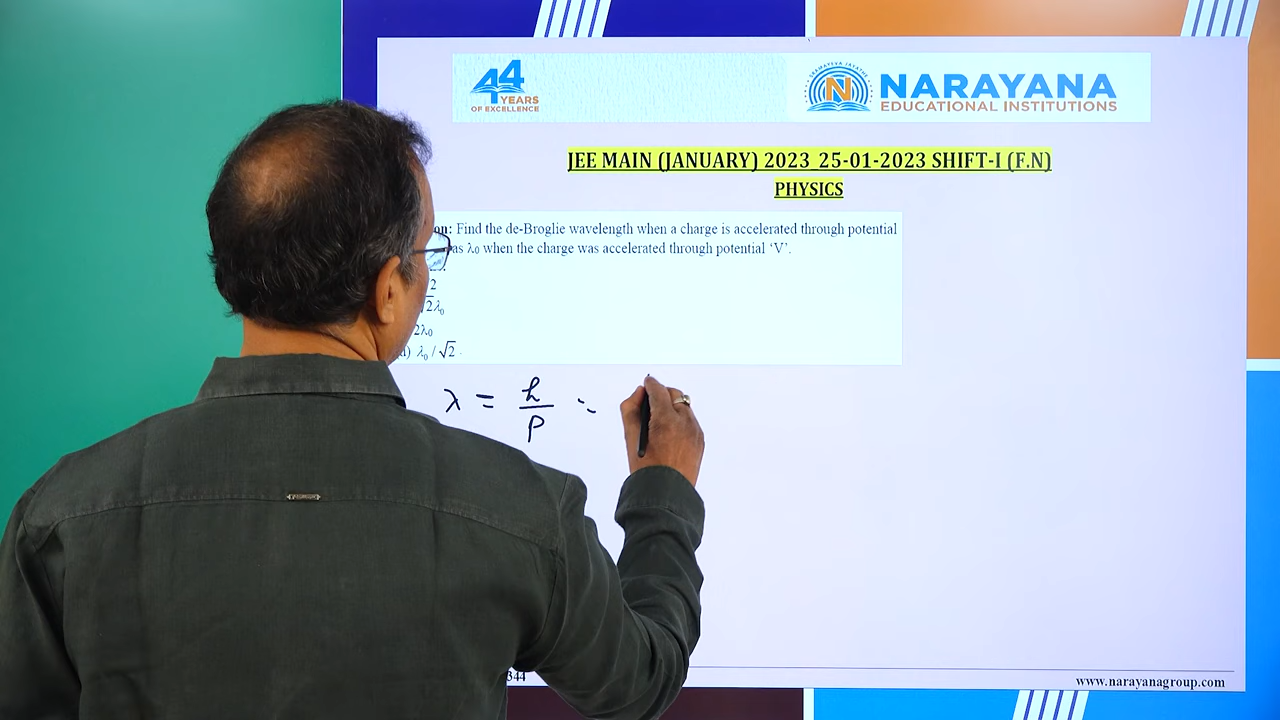 44 YEARS
OF EXCELLENCE
NARAYANA
EDUCATIONAL INSTITUTIONS
JEE MAIN (JANUARY) 2023_25-01-2023 SHIFT-I (F.N)
PHYSICS
on: Find the de-Broglie wavelength when a charge is accelerated through potential
as λ₀ when the charge was accelerated through potential ‘V’.
2
√2λ₀
2λ₀
) λ₀ / √2 .
λ = h/P =
344
www.narayanagroup.com